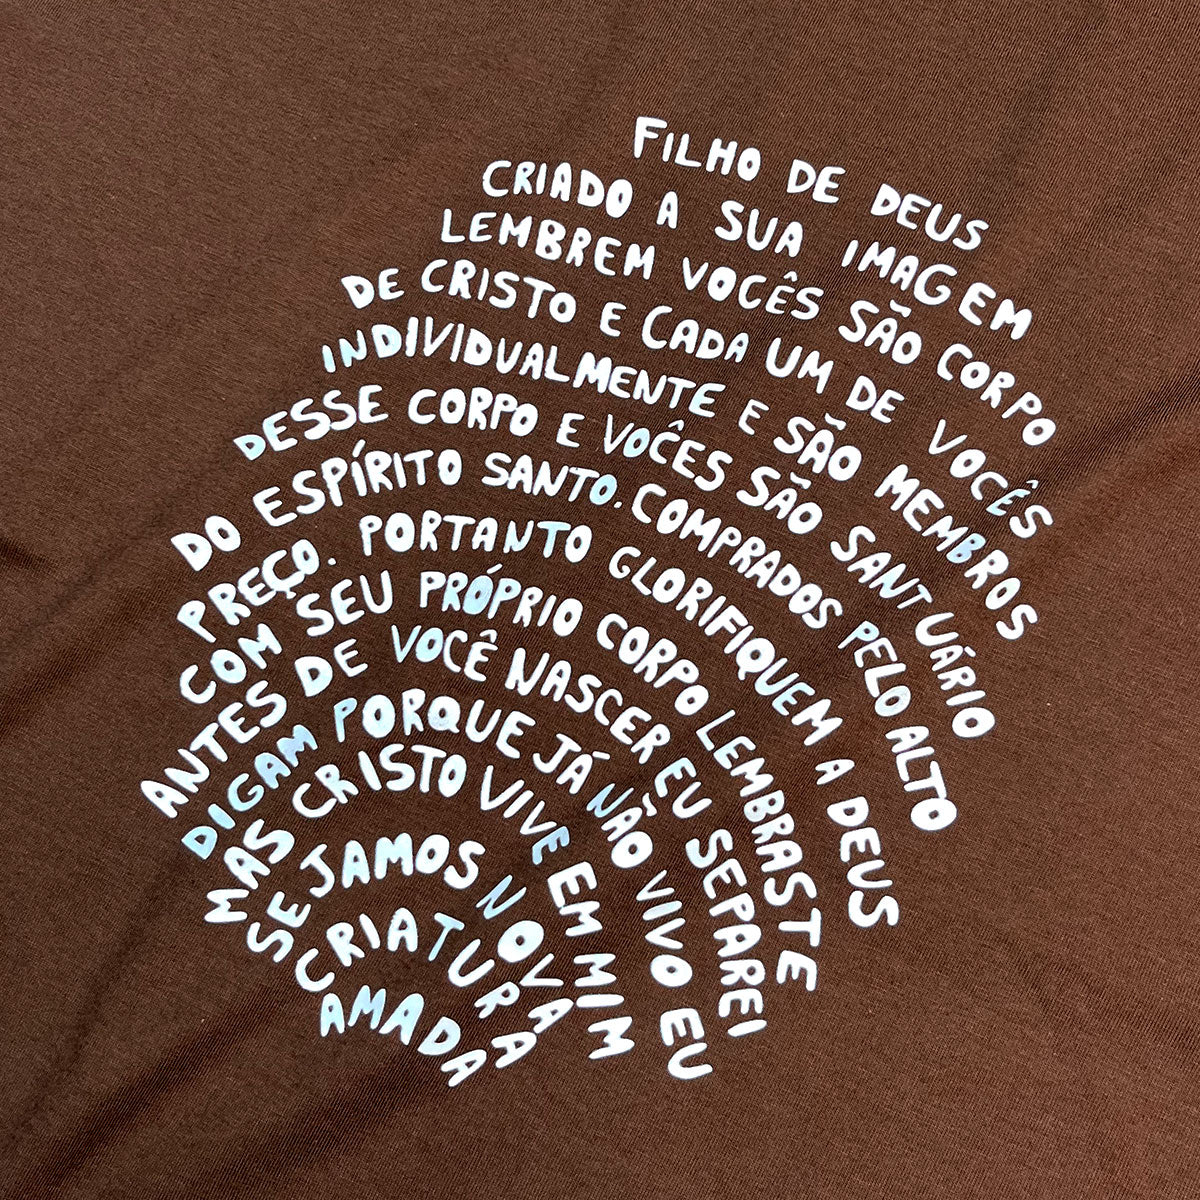 FILHO DE DEUS
CRIADO A SUA IMAGEM
LEMBREM VOCÊS SÃO CORPO
DE CRISTO E CADA UM DE VOCÊS
INDIVIDUALMENTE E SÃO MEMBROS
DESSE CORPO E VOCÊS SÃO SANTUÁRIO
DO ESPÍRITO SANTO. COMPRADOS PELO ALTO
PREÇO. PORTANTO GLORIFIQUEM A DEUS
COM SEU PRÓPRIO CORPO LEMBRASTE
ANTES DE VOCÊ NASCER EU SEPAREI
DIGAM PORQUE JÁ NÃO VIVO EU
MAS CRISTO VIVE EM MIM
SEJAMOS NOVA
CRIATURA
AMADA